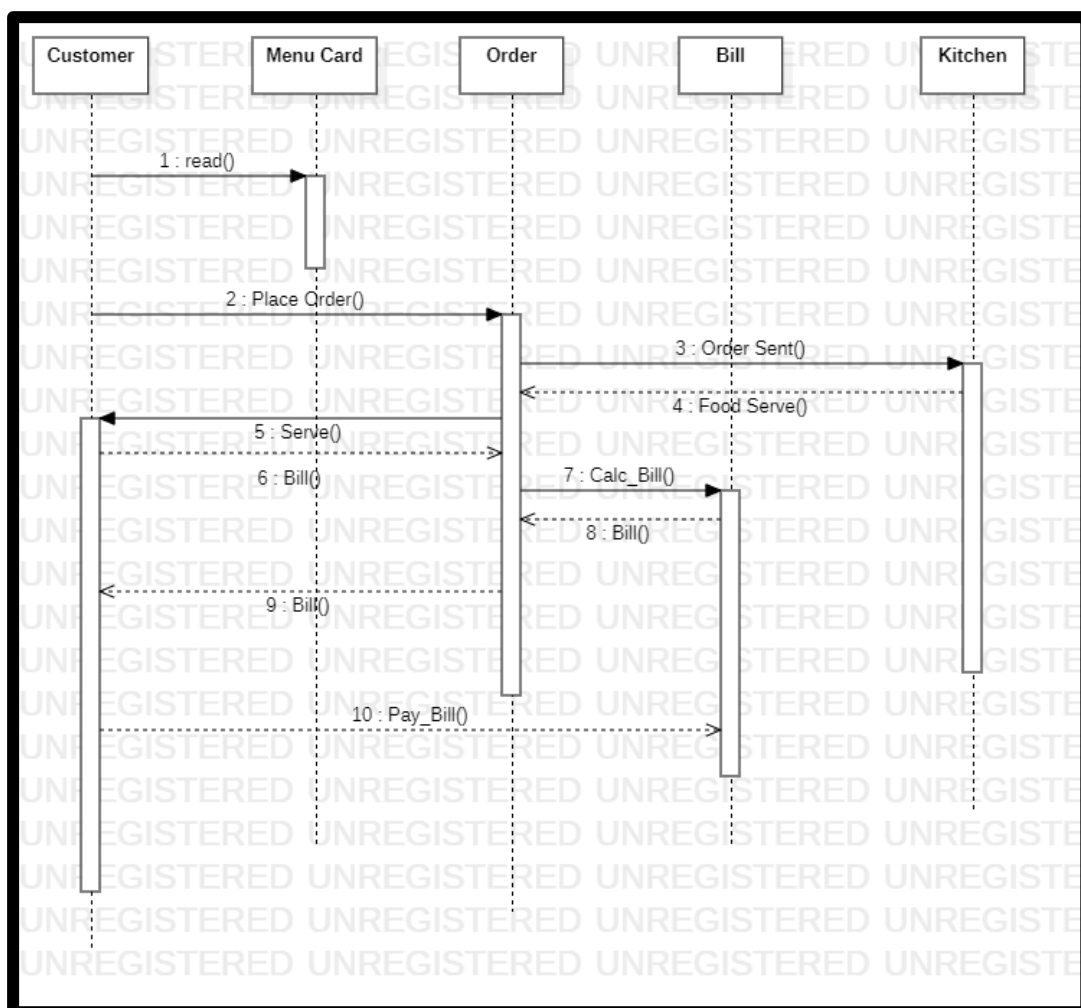 Customer
Menu Card
Order
Bill
Kitchen
1 : read()
2 : Place Order()
3 : Order Sent()
4 : Food Serve()
5 : Serve()
6 : Bill()
7 : Calc_Bill()
8 : Bill()
9 : Bill()
10 : Pay_Bill()
UNREGISTERED